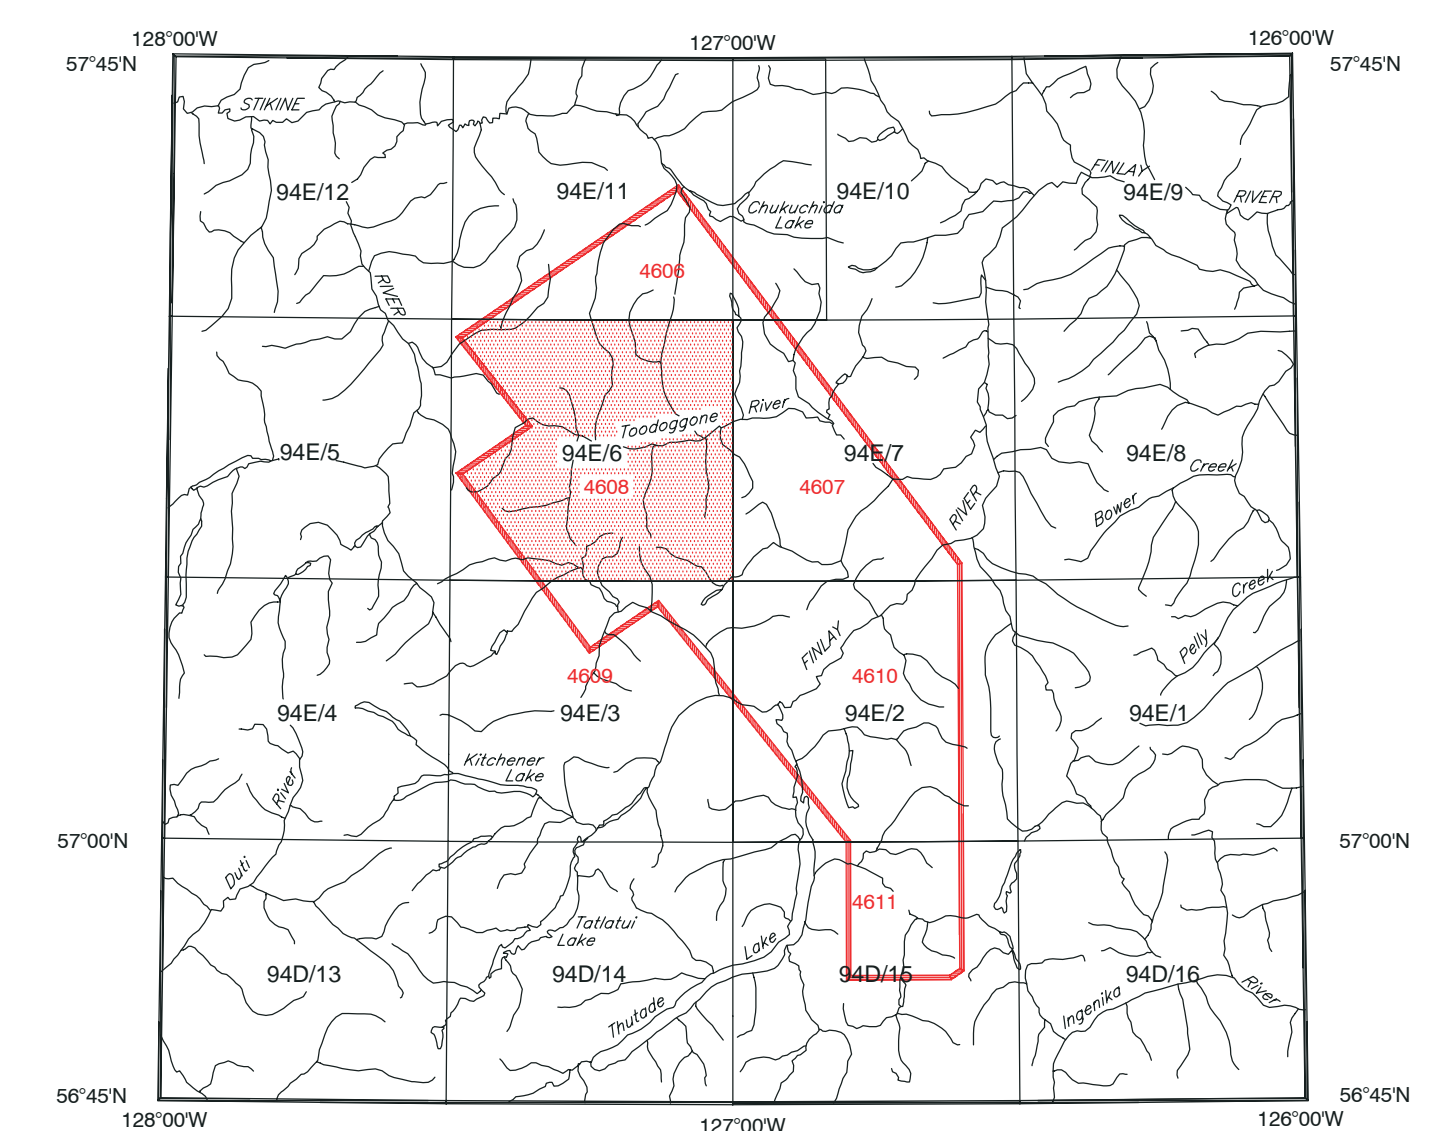 128°00'W
127°00'W
126°00'W
57°45'N
57°45'N
STIKINE
FINLAY
94E/12
94E/11
94E/10
94E/9
RIVER
Chukuchida
Lake
4606
RIVER
River
Toodoggone
94E/5
94E/6
94E/7
94E/8
Creek
4608
4607
RIVER
Bower
Creek
FINLAY
Pelly
4609
4610
94E/4
94E/3
94E/2
94E/1
Kitchener
Lake
River
57°00'N
57°00'N
Duti
4611
Tatlatui
Lake
Lake
94D/13
94D/14
94D/15
94D/16
River
Ingenika
Thutade
56°45'N
56°45'N
128°00'W
127°00'W
126°00'W